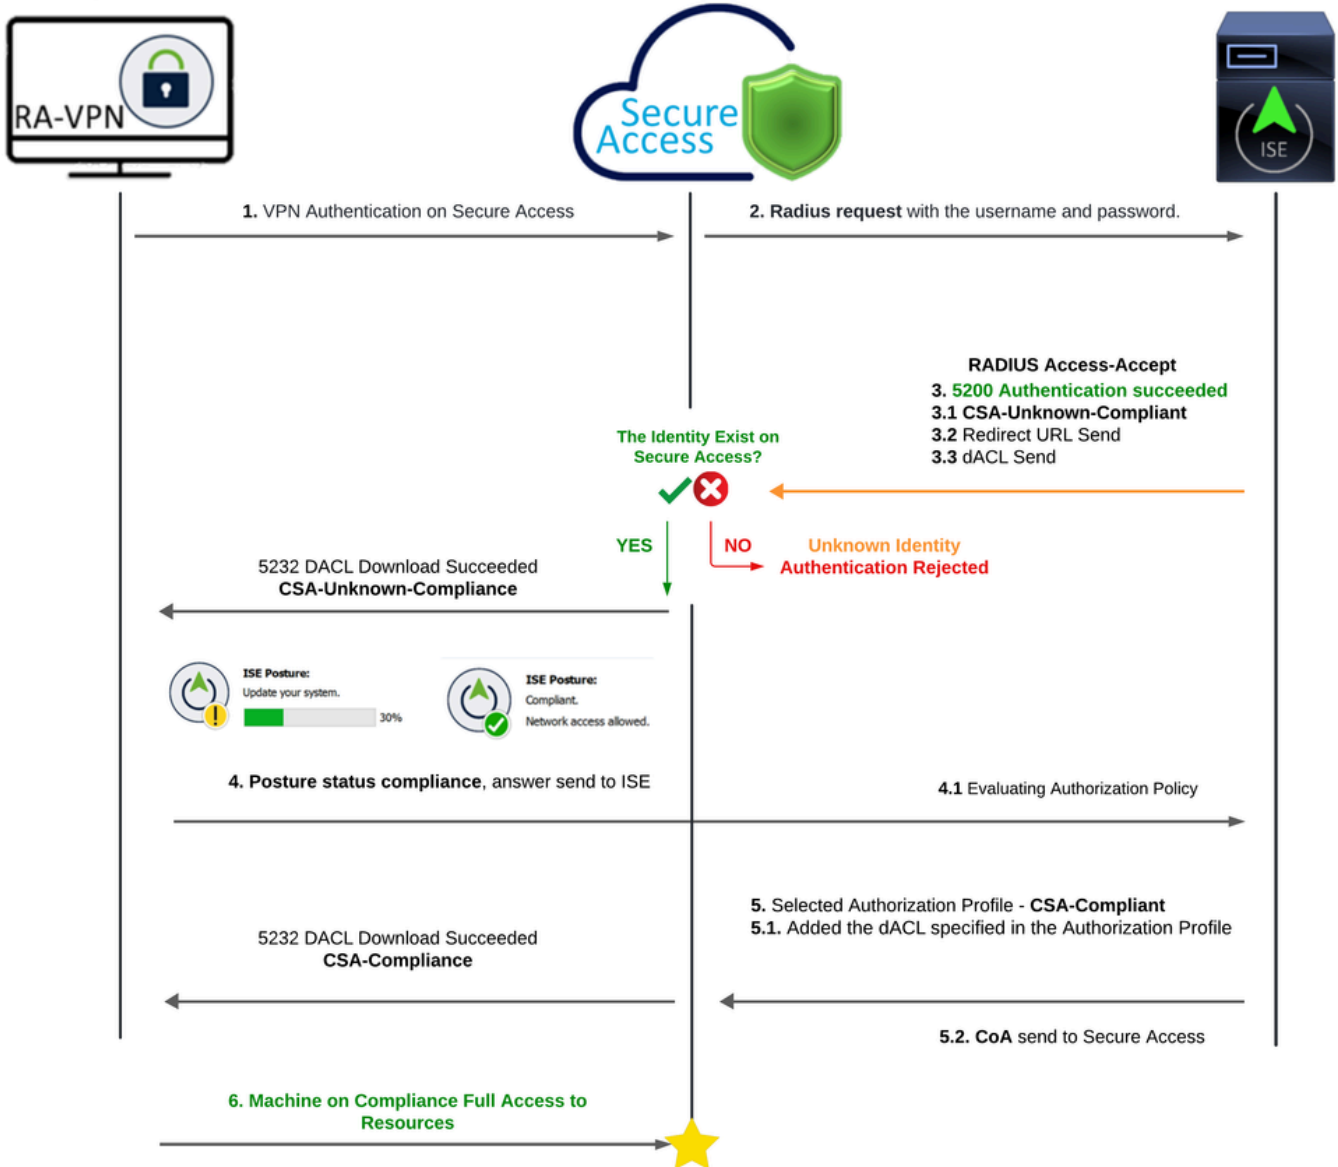 RA-VPN
Secure
Access
ISE
1. VPN Authentication on Secure Access
2. Radius request with the username and password.
RADIUS Access-Accept
3. 5200 Authentication succeeded
3.1 CSA-Unknown-Compliant
3.2 Redirect URL Send
3.3 dACL Send
The Identity Exist on
Secure Access?
YES
NO
Unknown Identity
Authentication Rejected
5232 DACL Download Succeeded
CSA-Unknown-Compliance
ISE Posture:
Update your system.
30%
ISE Posture:
Compliant.
Network access allowed.
4. Posture status compliance, answer send to ISE
4.1 Evaluating Authorization Policy
5. Selected Authorization Profile - CSA-Compliant
5.1. Added the dACL specified in the Authorization Profile
5232 DACL Download Succeeded
CSA-Compliance
5.2. CoA send to Secure Access
6. Machine on Compliance Full Access to
Resources